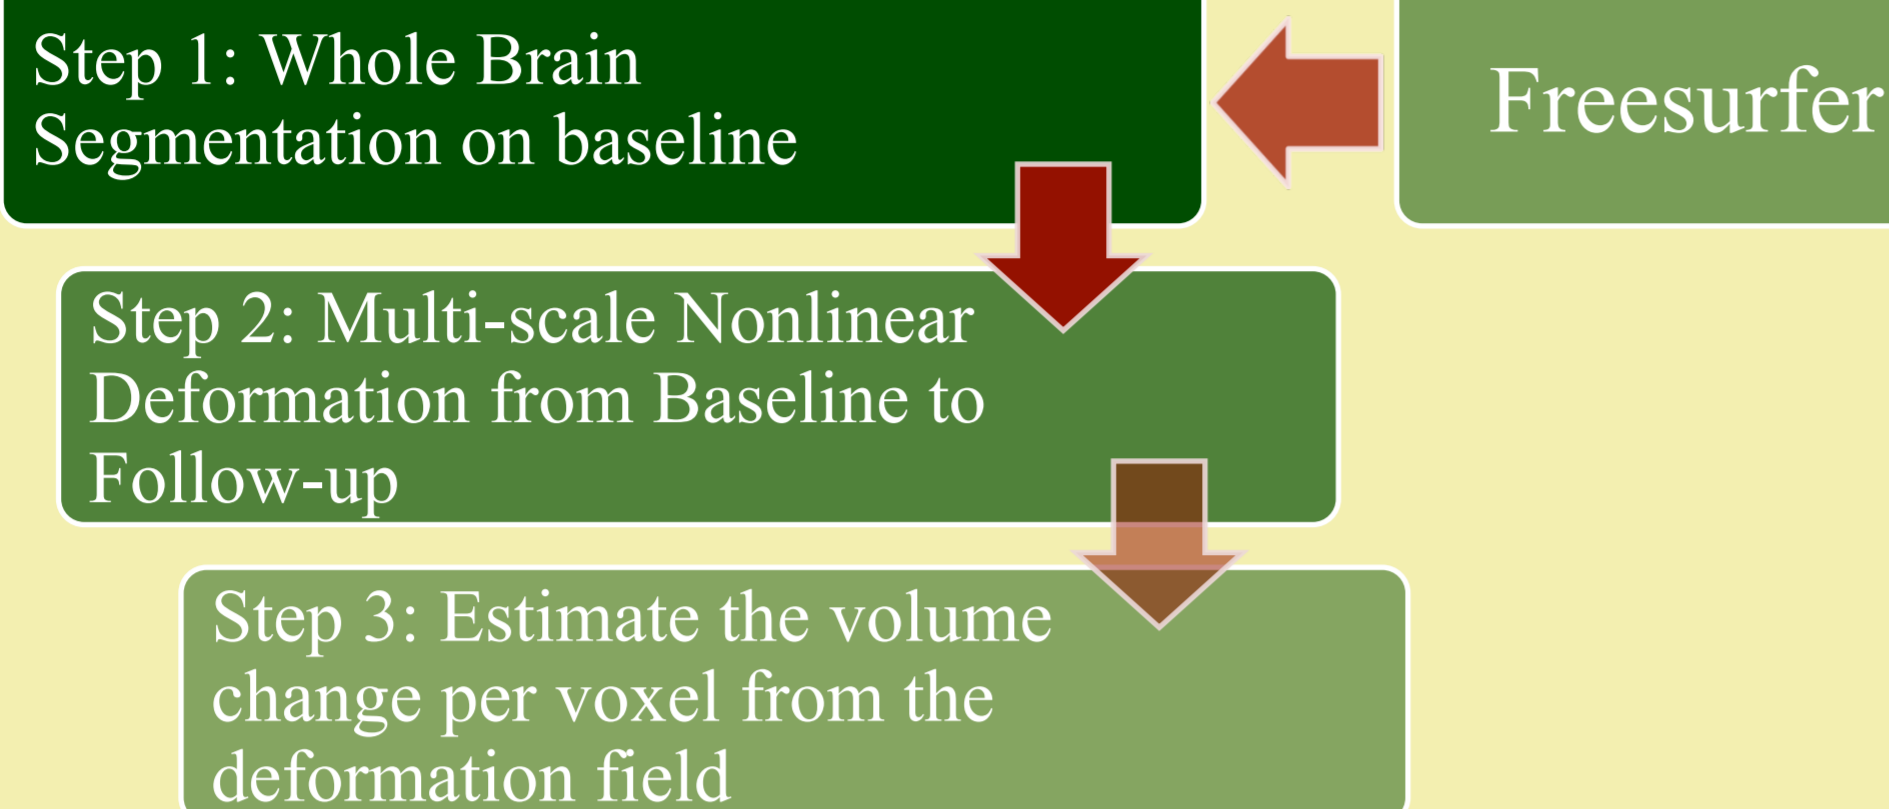 Step 1: Whole Brain
Segmentation on baseline
Freesurfer
Step 2: Multi-scale Nonlinear
Deformation from Baseline to
Follow-up
Step 3: Estimate the volume
change per voxel from the
deformation field